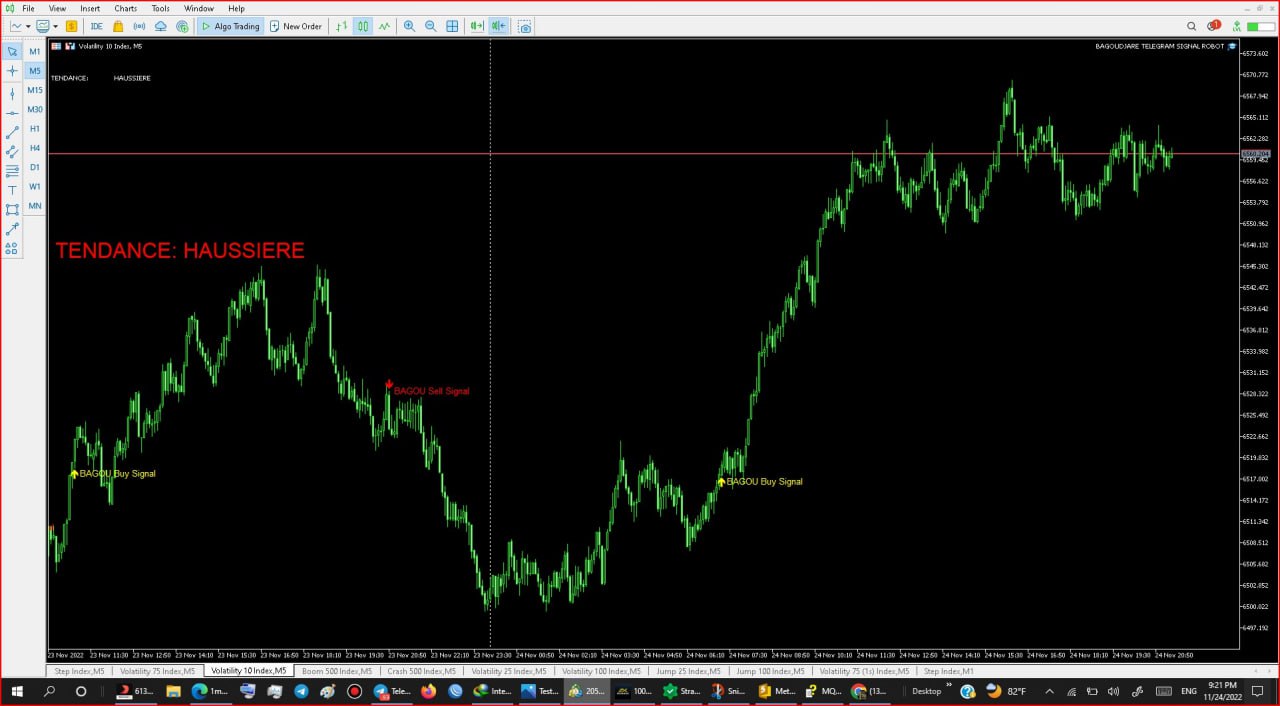 File View Insert Charts Tools Window Help
IDE Algo Trading New Order
Volatility 10 Index, M5
BAGOUDJARE TELEGRAM SIGNAL ROBOT
TENDANCE: HAUSSIERE
M1
M5
M15
M30
H1
H4
D1
W1
MN
TENDANCE: HAUSSIERE
BAGOU Sell Signal
BAGOU Buy Signal
BAGOU Buy Signal
6573.602
6570.772
6567.942
6565.112
6562.282
6560.204
6559.452
6556.622
6553.792
6550.962
6548.132
6545.302
6542.472
6539.642
6536.812
6533.982
6531.152
6528.322
6525.492
6522.662
6519.832
6517.002
6514.172
6511.342
6508.512
6505.682
6502.852
6500.022
6497.192
23 Nov 2022 23 Nov 11:30 23 Nov 12:50 23 Nov 14:10 23 Nov 15:30 23 Nov 16:50 23 Nov 18:10 23 Nov 19:30 23 Nov 20:50 23 Nov 22:10 23 Nov 23:30 24 Nov 00:50 24 Nov 02:10 24 Nov 03:30 24 Nov 04:50 24 Nov 06:10 24 Nov 07:30 24 Nov 08:50 24 Nov 10:10 24 Nov 11:30 24 Nov 12:50 24 Nov 14:10 24 Nov 15:30 24 Nov 16:50 24 Nov 18:10 24 Nov 19:30 24 Nov 20:50
Step Index,M5 Volatility 75 Index,M5 Volatility 10 Index,M5 Boom 500 Index,M5 Crash 500 Index,M5 Volatility 25 Index,M5 Volatility 100 Index,M5 Jump 25 Index,M5 Jump 100 Index,M5 Volatility 75 (1s) Index,M5 Step Index,M1
613... 1m... Tele... Inte... Test... 205... 100... Stra... Sni... Met... MQ... (13... Desktop 82°F ENG 9:21 PM
11/24/2022